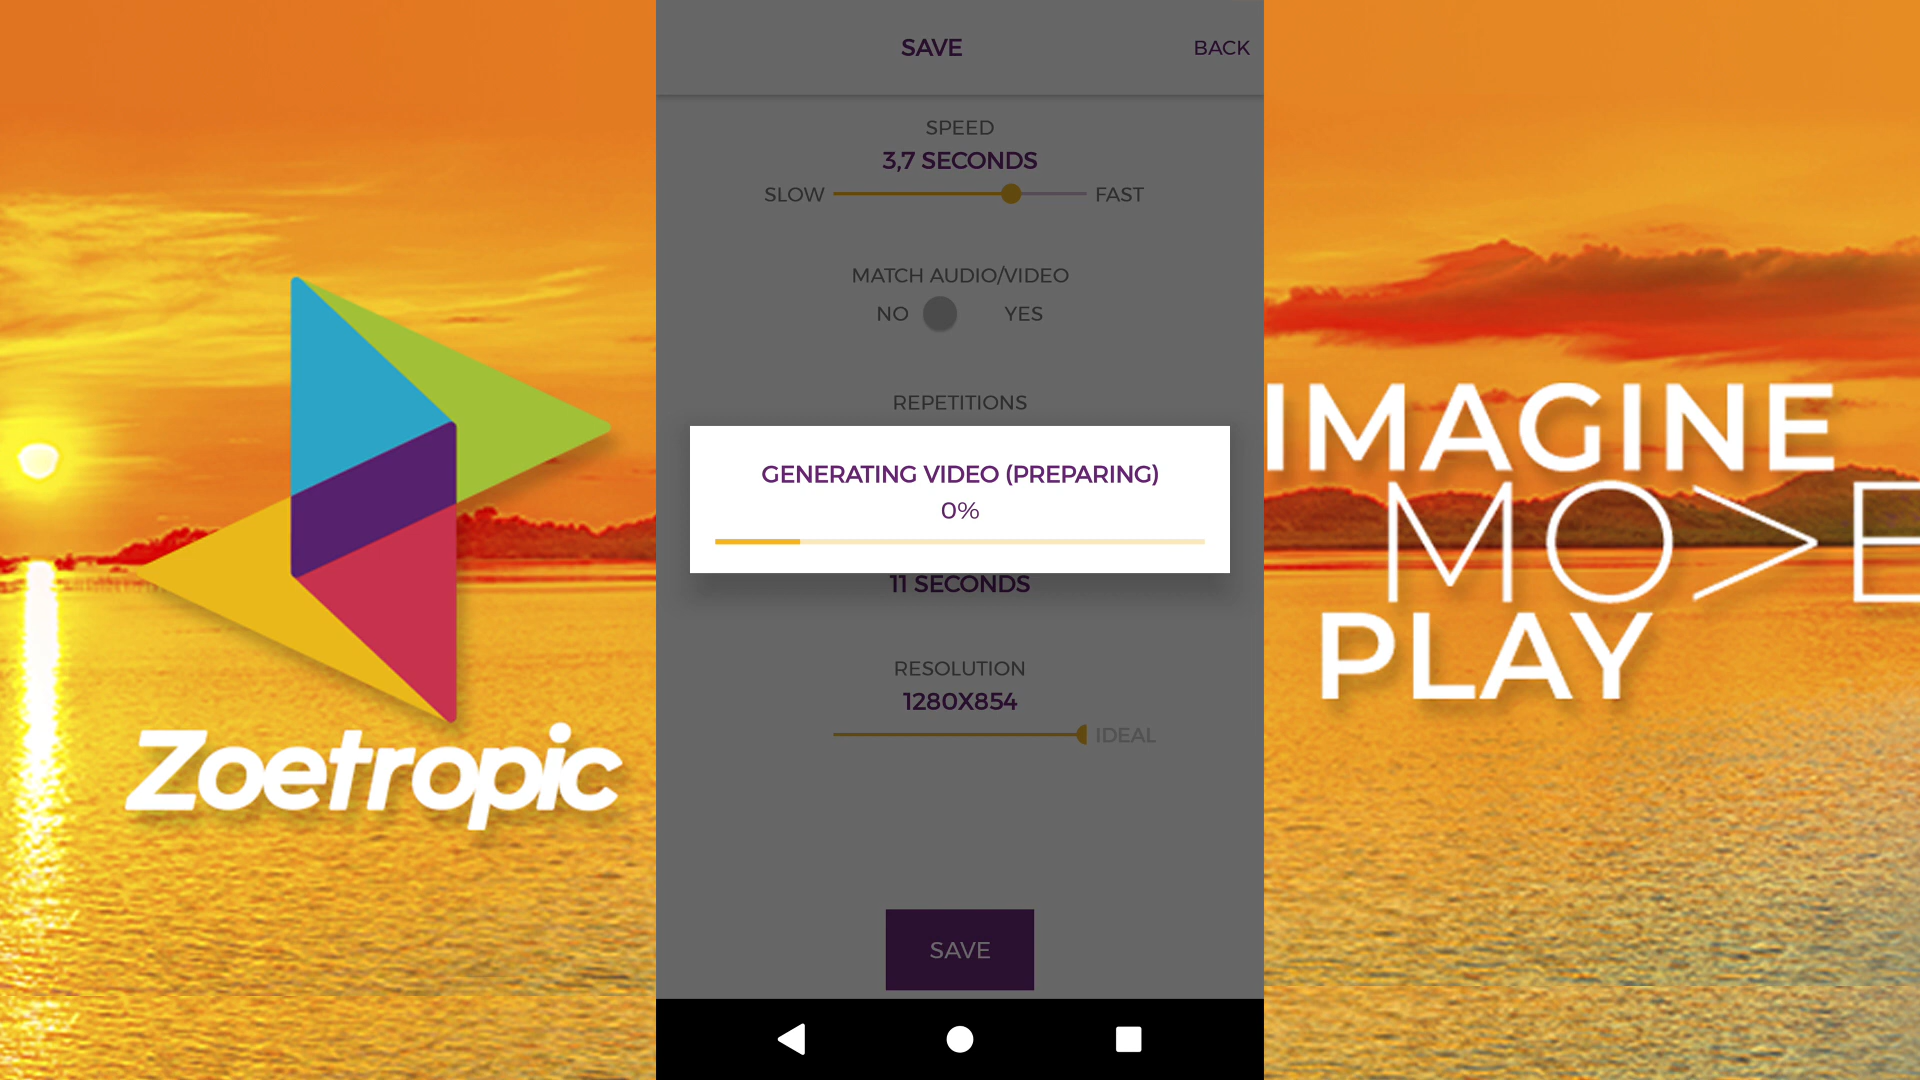 Zoetropic
SAVE
BACK
SPEED
3,7 SECONDS
SLOW
FAST
MATCH AUDIO/VIDEO
NO
YES
REPETITIONS
GENERATING VIDEO (PREPARING)
0%
11 SECONDS
RESOLUTION
1280X854
IDEAL
SAVE
IMAGINE
MO>E
PLAY